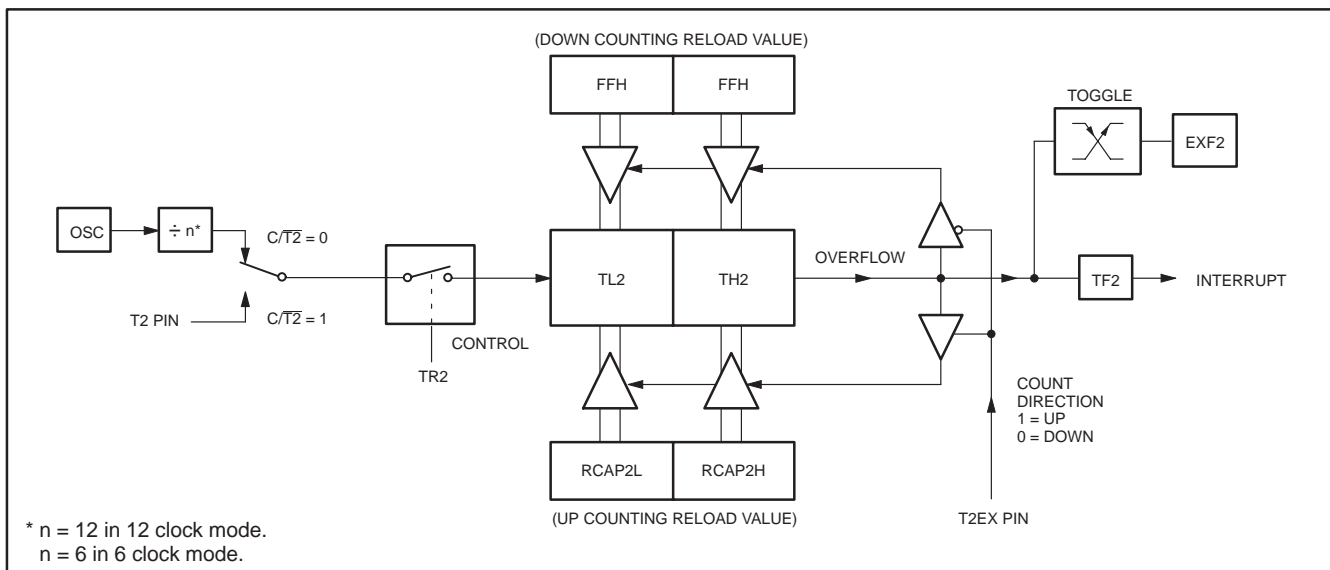 (DOWN COUNTING RELOAD VALUE)
FFH
FFH
TOGGLE
EXF2
OSC
÷ n*
C/T2̅ = 0
T2 PIN
C/T2̅ = 1
CONTROL
TR2
TL2
TH2
OVERFLOW
TF2
INTERRUPT
COUNT
DIRECTION
1 = UP
0 = DOWN
RCAP2L
RCAP2H
(UP COUNTING RELOAD VALUE)
T2EX PIN
* n = 12 in 12 clock mode.
n = 6 in 6 clock mode.